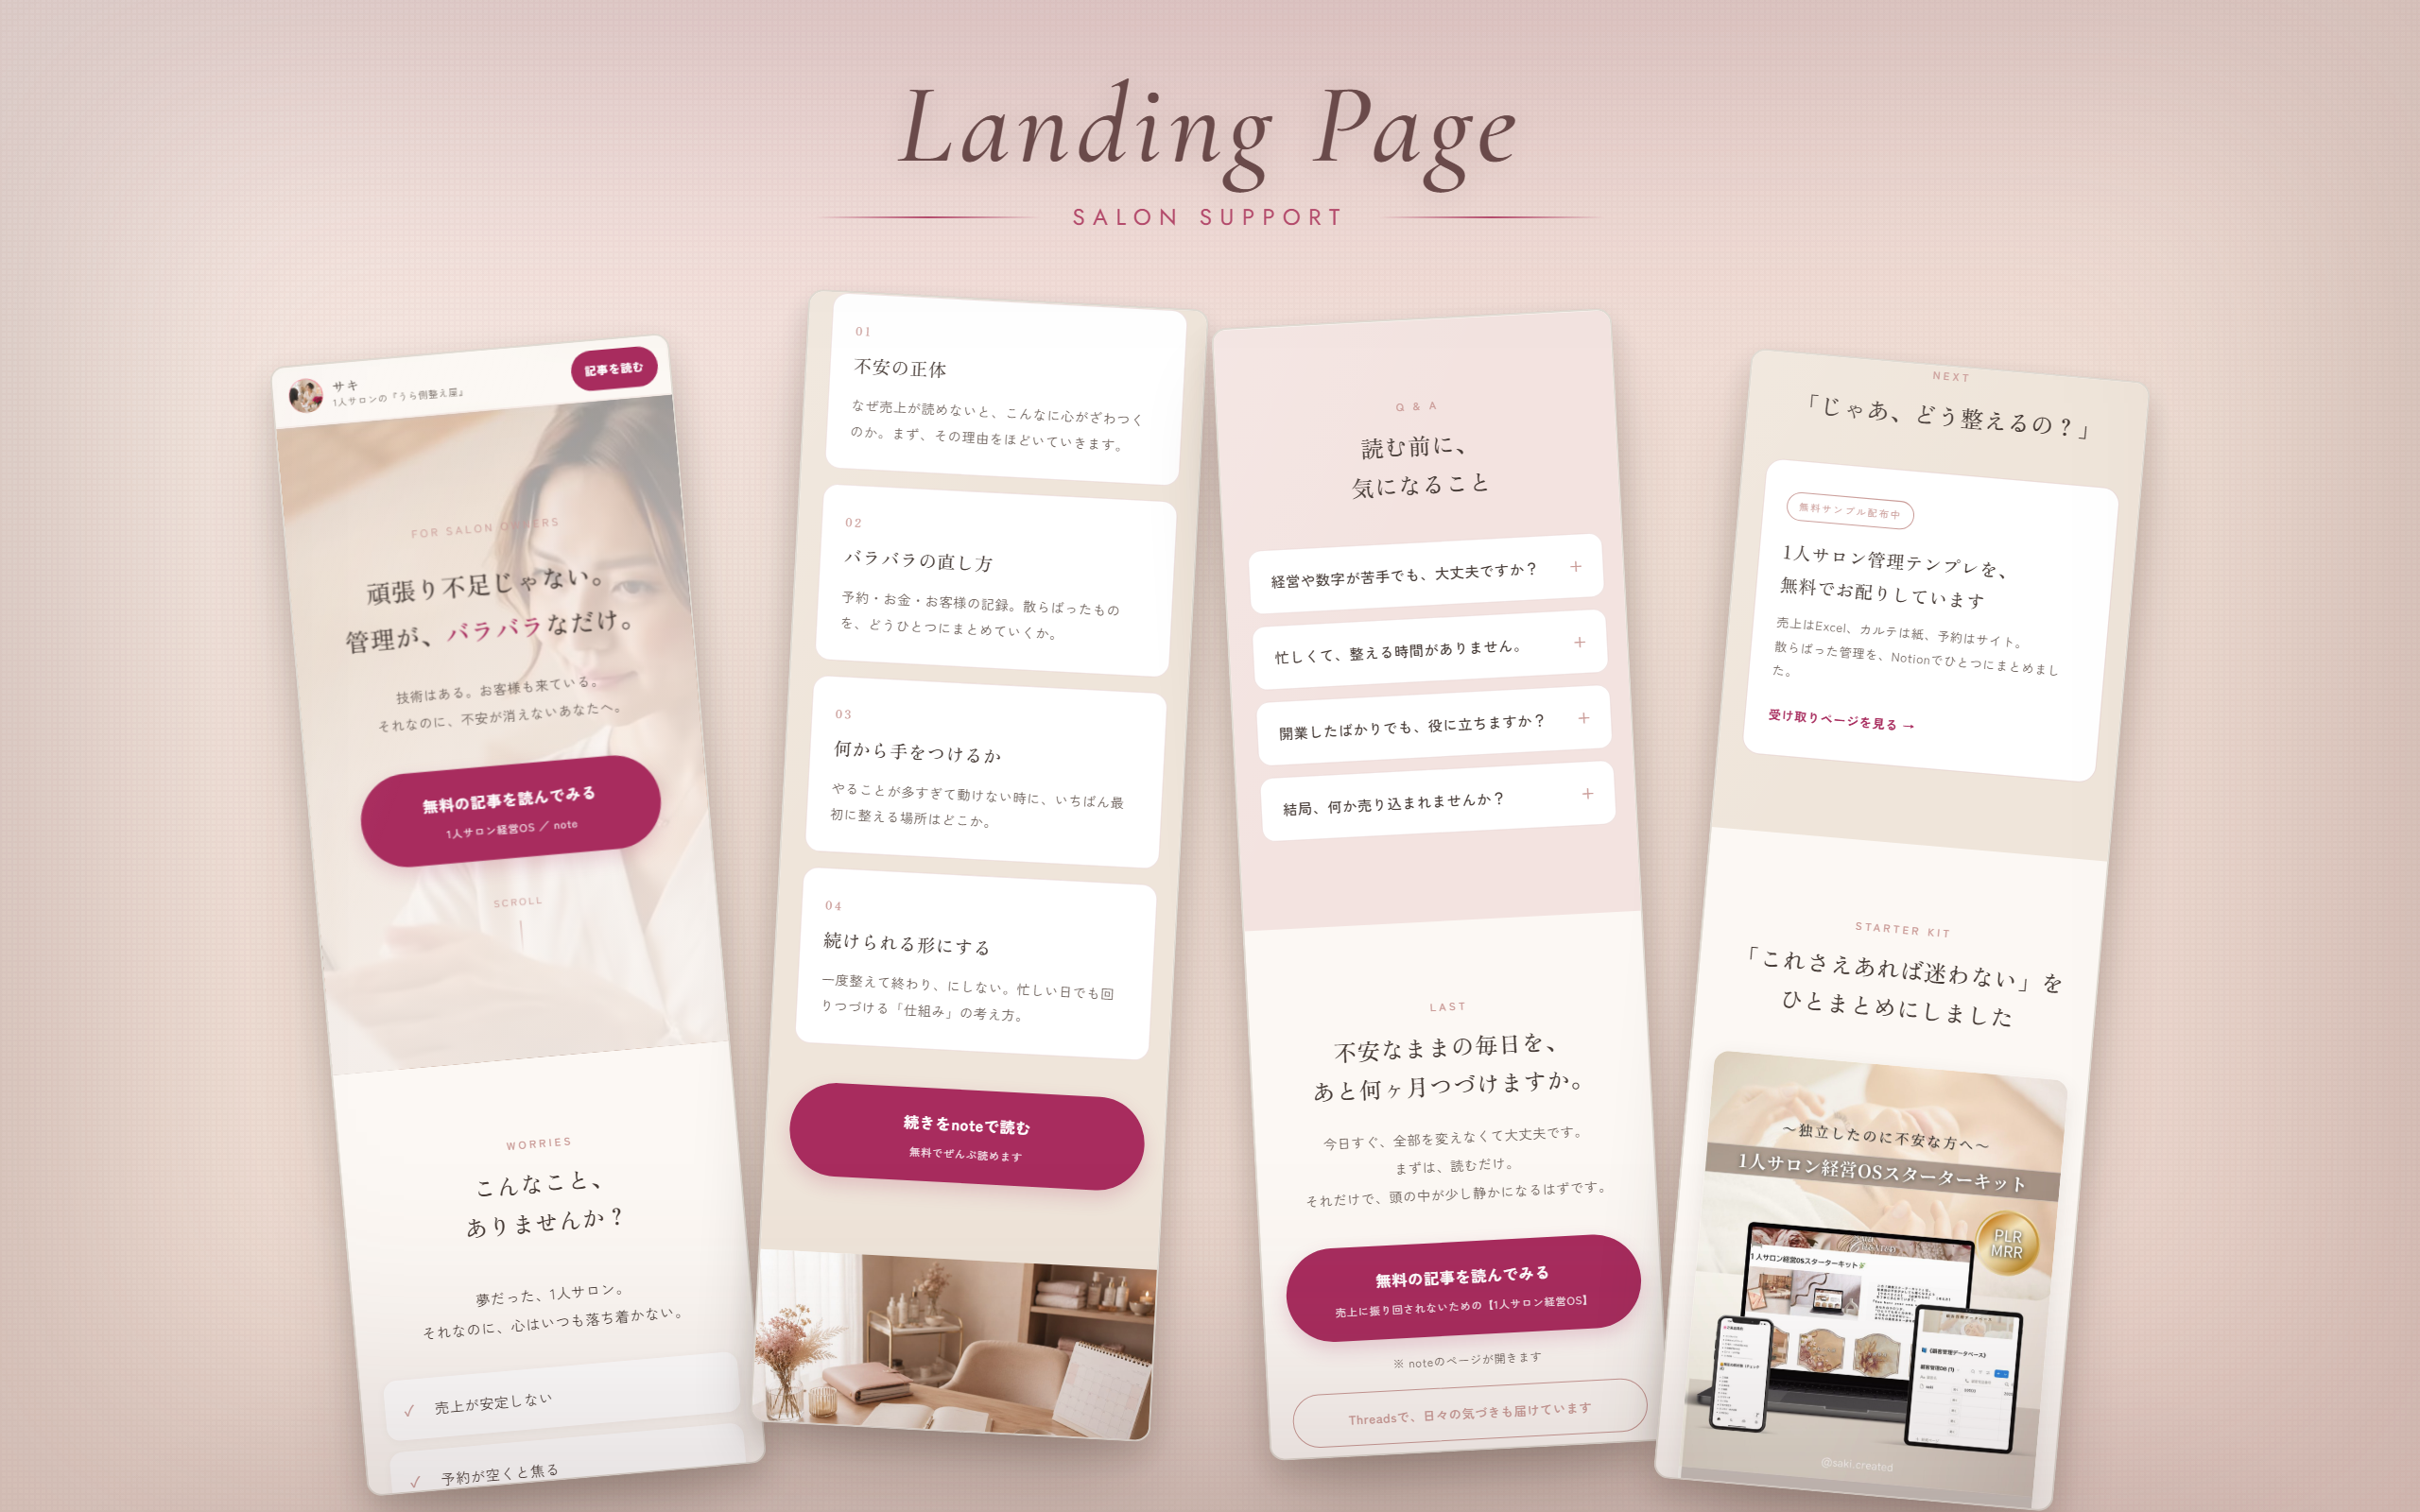 Landing Page
SALON SUPPORT
サキ
1人サロンの『うら側整え屋』
記事を読む
FOR SALON OWNERS
頑張り不足じゃない。
管理が、バラバラなだけ。
技術はある。お客様も来ている。
それなのに、不安が消えないあなたへ。
無料の記事を読んでみる
1人サロン経営OS ／ note
SCROLL
WORRIES
こんなこと、
ありませんか？
夢だった、1人サロン。
それなのに、心はいつも落ち着かない。
✓ 売上が安定しない
✓ 予約が空くと焦る
01
不安の正体
なぜ売上が読めないと、こんなに心がざわつく
のか。まず、その理由をほどいていきます。
02
バラバラの直し方
予約・お金・お客様の記録。散らばったもの
を、どうひとつにまとめていくか。
03
何から手をつけるか
やることが多すぎて動けない時に、いちばん最
初に整える場所はどこか。
04
続けられる形にする
一度整えて終わり、にしない。忙しい日でも回
りつづける「仕組み」の考え方。
続きをnoteで読む
無料でぜんぶ読めます
Q & A
読む前に、
気になること
経営や数字が苦手でも、大丈夫ですか？ +
忙しくて、整える時間がありません。 +
開業したばかりでも、役に立ちますか？ +
結局、何か売り込まれませんか？ +
LAST
不安なままの毎日を、
あと何ヶ月つづけますか。
今日すぐ、全部を変えなくて大丈夫です。
まずは、読むだけ。
それだけで、頭の中が少し静かになるはずです。
無料の記事を読んでみる
売上に振り回されないための【1人サロン経営OS】
※ noteのページが開きます
Threadsで、日々の気づきも届けています
NEXT
「じゃあ、どう整えるの？」
無料サンプル配布中
1人サロン管理テンプレを、
無料でお配りしています
売上はExcel、カルテは紙、予約はサイト。
散らばった管理を、Notionでひとつにまとめまし
た。
受け取りページを見る →
STARTER KIT
「これさえあれば迷わない」を
ひとまとめにしました
〜独立したのに不安な方へ〜
1人サロン経営OSスターターキット
PLR
MRR
1人サロン経営OSスターターキット
《顧客管理データベース》
顧客管理DB (1)
@saki.created